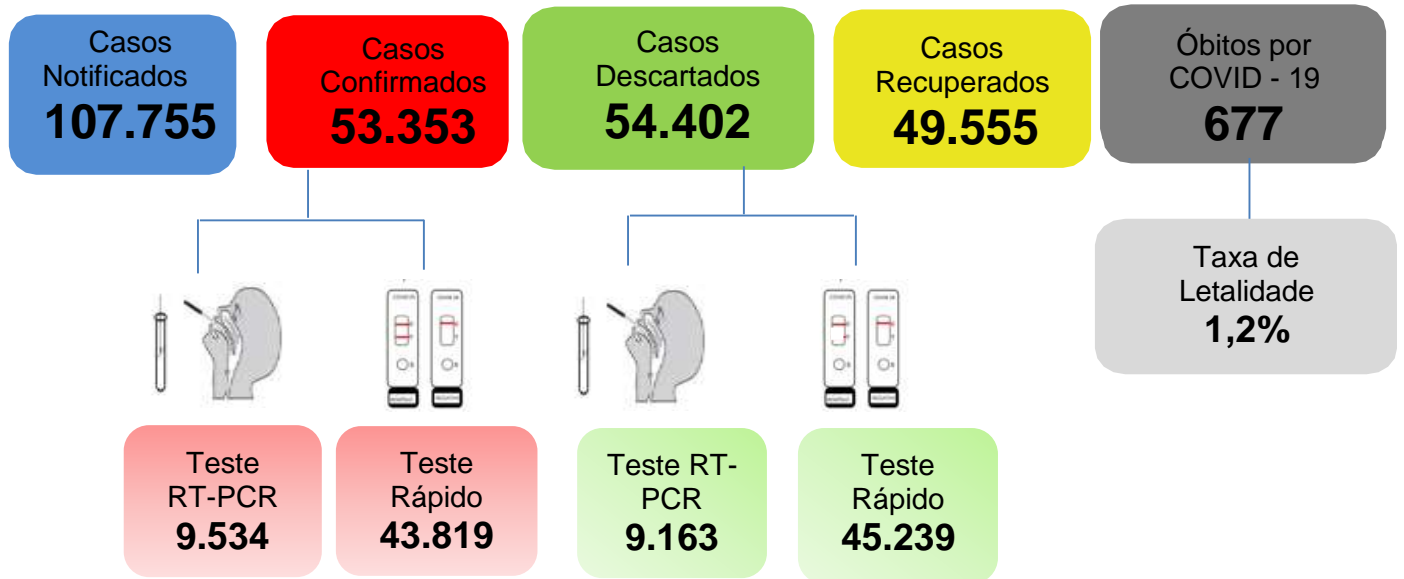 Casos
Notificados
107.755
Casos
Confirmados
53.353
Casos
Descartados
54.402
Casos
Recuperados
49.555
Óbitos por
COVID - 19
677
Taxa de
Letalidade
1,2%
Teste
RT-PCR
9.534
Teste
Rápido
43.819
Teste RT-
PCR
9.163
Teste
Rápido
45.239